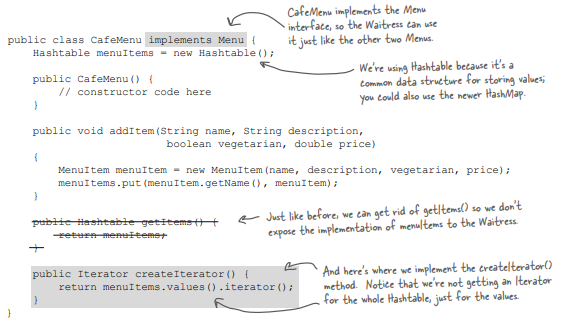 CafeMenu implements the Menu
interface, so the Waitress can use
it just like the other two Menus.
public class CafeMenu implements Menu {
Hashtable menuItems = new Hashtable();
We're using Hashtable because it's a
common data structure for storing values;
you could also use the newer HashMap.
public CafeMenu() {
// constructor code here
}
public void addItem(String name, String description,
boolean vegetarian, double price)
{
MenuItem menuItem = new MenuItem(name, description, vegetarian, price);
menuItems.put(menuItem.getName(), menuItem);
}
public Hashtable getItems() {
return menuItems;
}
Just like before, we can get rid of getItems() so we don't
expose the implementation of menuItems to the Waitress.
public Iterator createIterator() {
return menuItems.values().iterator();
}
And here's where we implement the createIterator()
method. Notice that we're not getting an Iterator
for the whole Hashtable, just for the values.
}